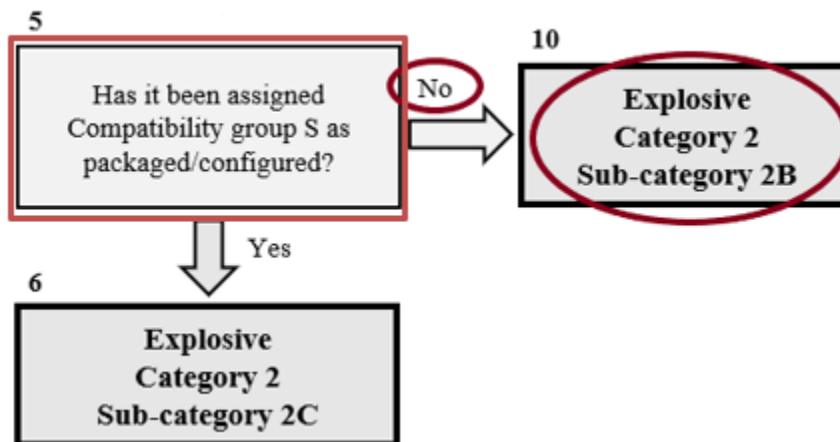 5
Has it been assigned
Compatibility group S as
packaged/configured?
No
10
Explosive
Category 2
Sub-category 2B
Yes
6
Explosive
Category 2
Sub-category 2C